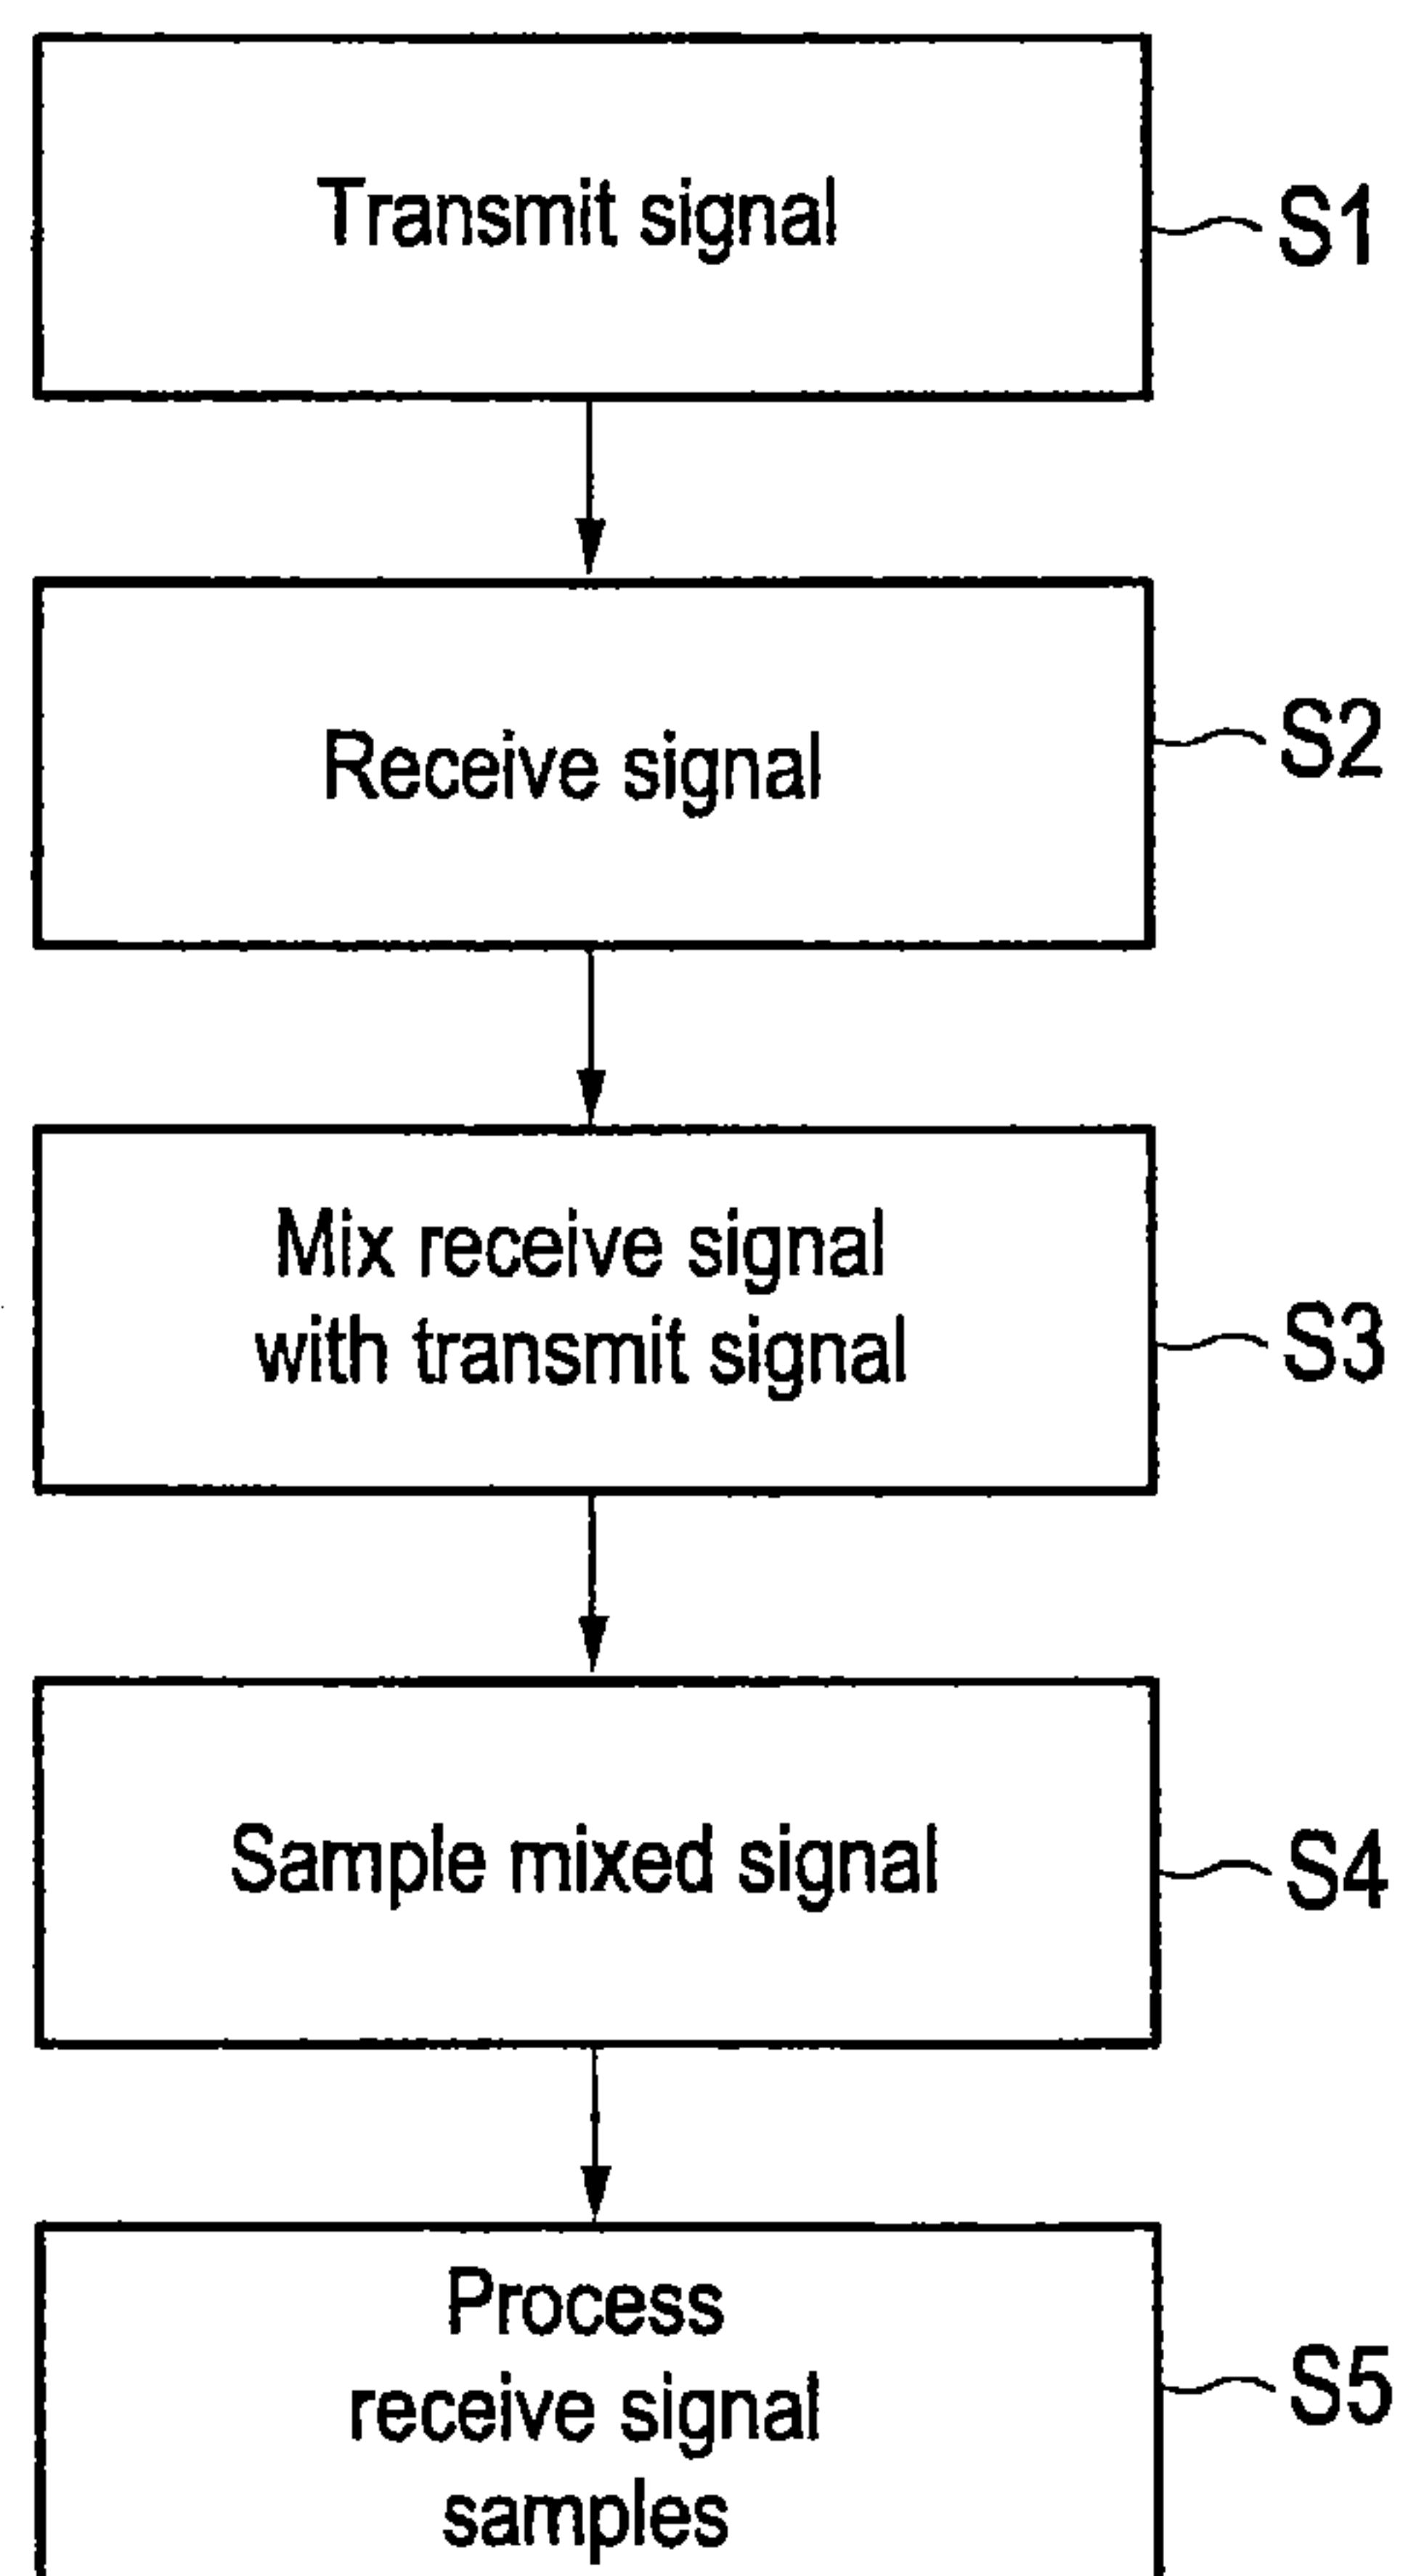 Transmit signal
S1
Receive signal
S2
Mix receive signal
with transmit signal
S3
Sample mixed signal
S4
Process
receive signal
samples
S5